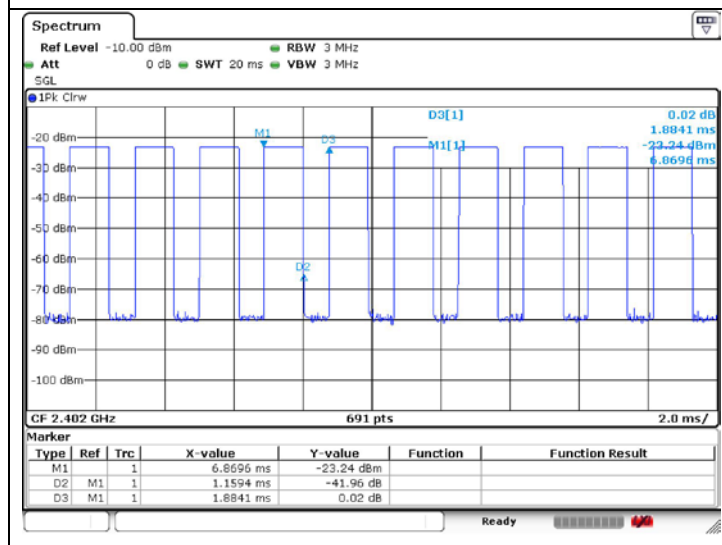 Spectrum
Ref Level -10.00 dBm RBW 3 MHz
Att 0 dB SWT 20 ms VBW 3 MHz
SGL
1Pk Clrw
D3[1] 0.02 dB
1.8841 ms
M1[1] -23.24 dBm
6.8696 ms
M1
D3
D2
-20 dBm
-30 dBm
-40 dBm
-50 dBm
-60 dBm
-70 dBm
-80 dBm
-90 dBm
-100 dBm
CF 2.402 GHz 691 pts 2.0 ms/
Marker
Type Ref Trc X-value Y-value Function Function Result
M1 1 6.8696 ms -23.24 dBm
D2 M1 1 1.1594 ms -41.96 dB
D3 M1 1 1.8841 ms 0.02 dB
Ready